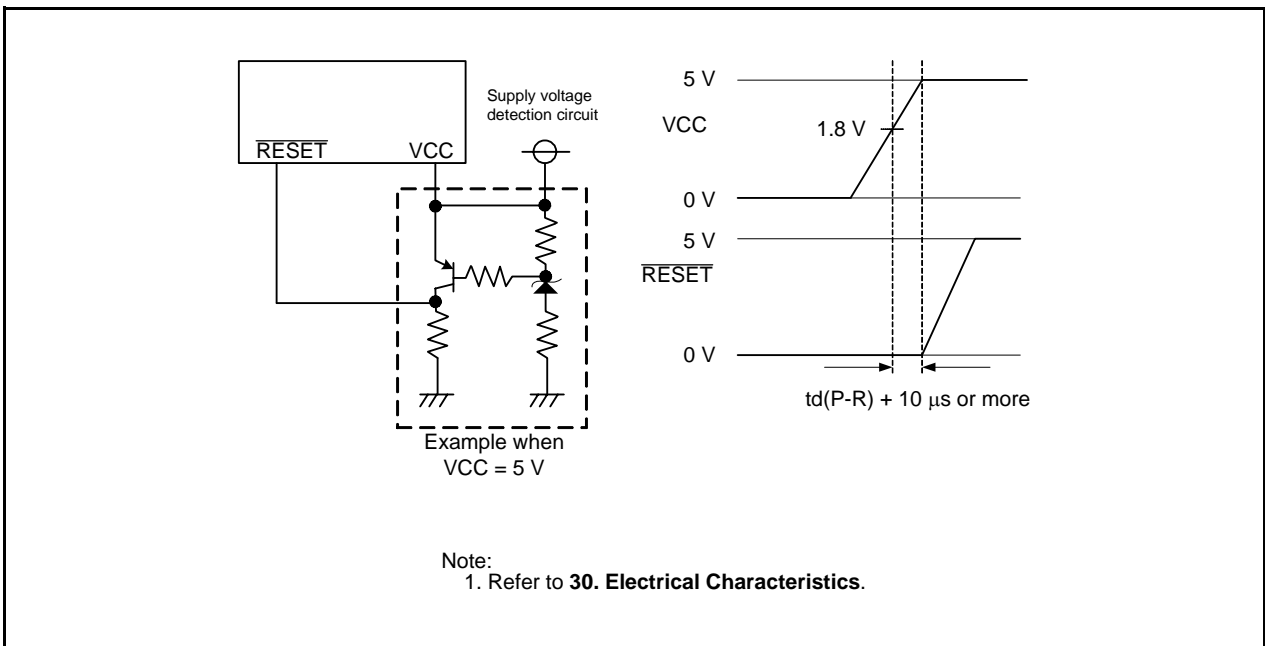 Supply voltage
detection circuit
RESET VCC
Example when
VCC = 5 V
5 V
VCC
1.8 V
0 V
5 V
RESET
0 V
td(P-R) + 10 μs or more
Note:
1. Refer to 30. Electrical Characteristics.